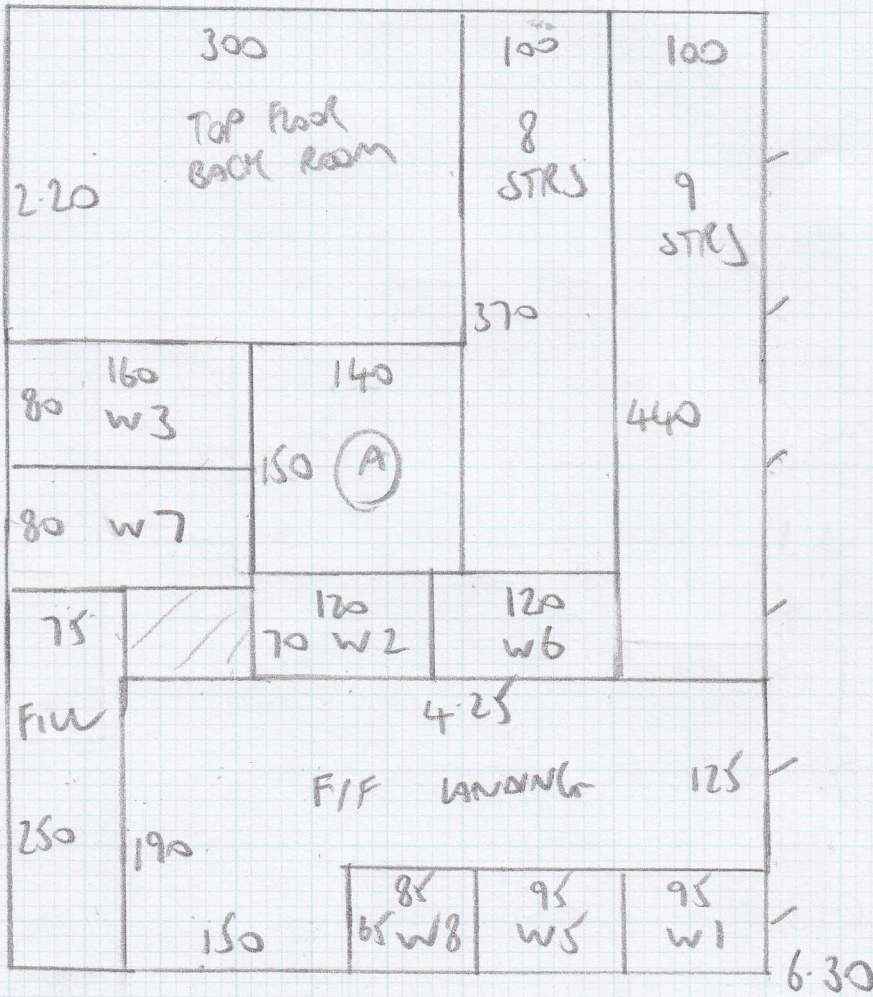 300
100
100
TOP FLOOR
BACK ROOM
8
STRS
9
STRS
2.20
370
160
140
80 W3
440
150 A
80 W7
75
120
120
70 W2
W6
FILL
4.25
F/F LANDING
125
250
190
85
95
95
65 W8
W5
W1
150
6.30